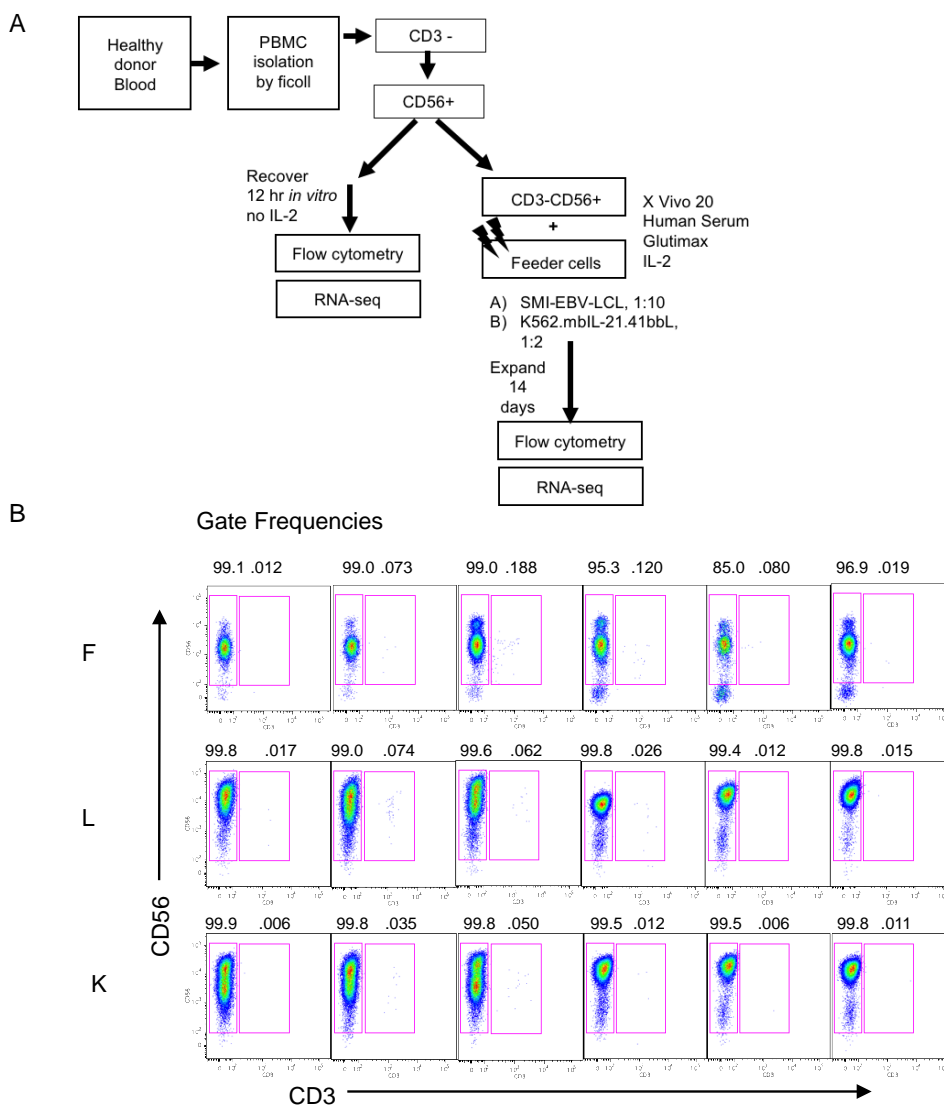 A
Healthy
donor
Blood
PBMC
isolation
by ficoll
CD3 -
CD56+
Recover
12 hr in vitro
no IL-2
Flow cytometry
RNA-seq
CD3-CD56+
+
Feeder cells
X Vivo 20
Human Serum
Glutimax
IL-2
A) SMI-EBV-LCL, 1:10
B) K562.mbIL-21.41bbL,
1:2
Expand
14
days
Flow cytometry
RNA-seq
B
Gate Frequencies
99.1 .012 99.0 .073 99.0 .188 95.3 .120 85.0 .080 96.9 .019
F
99.8 .017 99.0 .074 99.6 .062 99.8 .026 99.4 .012 99.8 .015
L
99.9 .006 99.8 .035 99.8 .050 99.5 .012 99.5 .006 99.8 .011
K
CD56
CD3